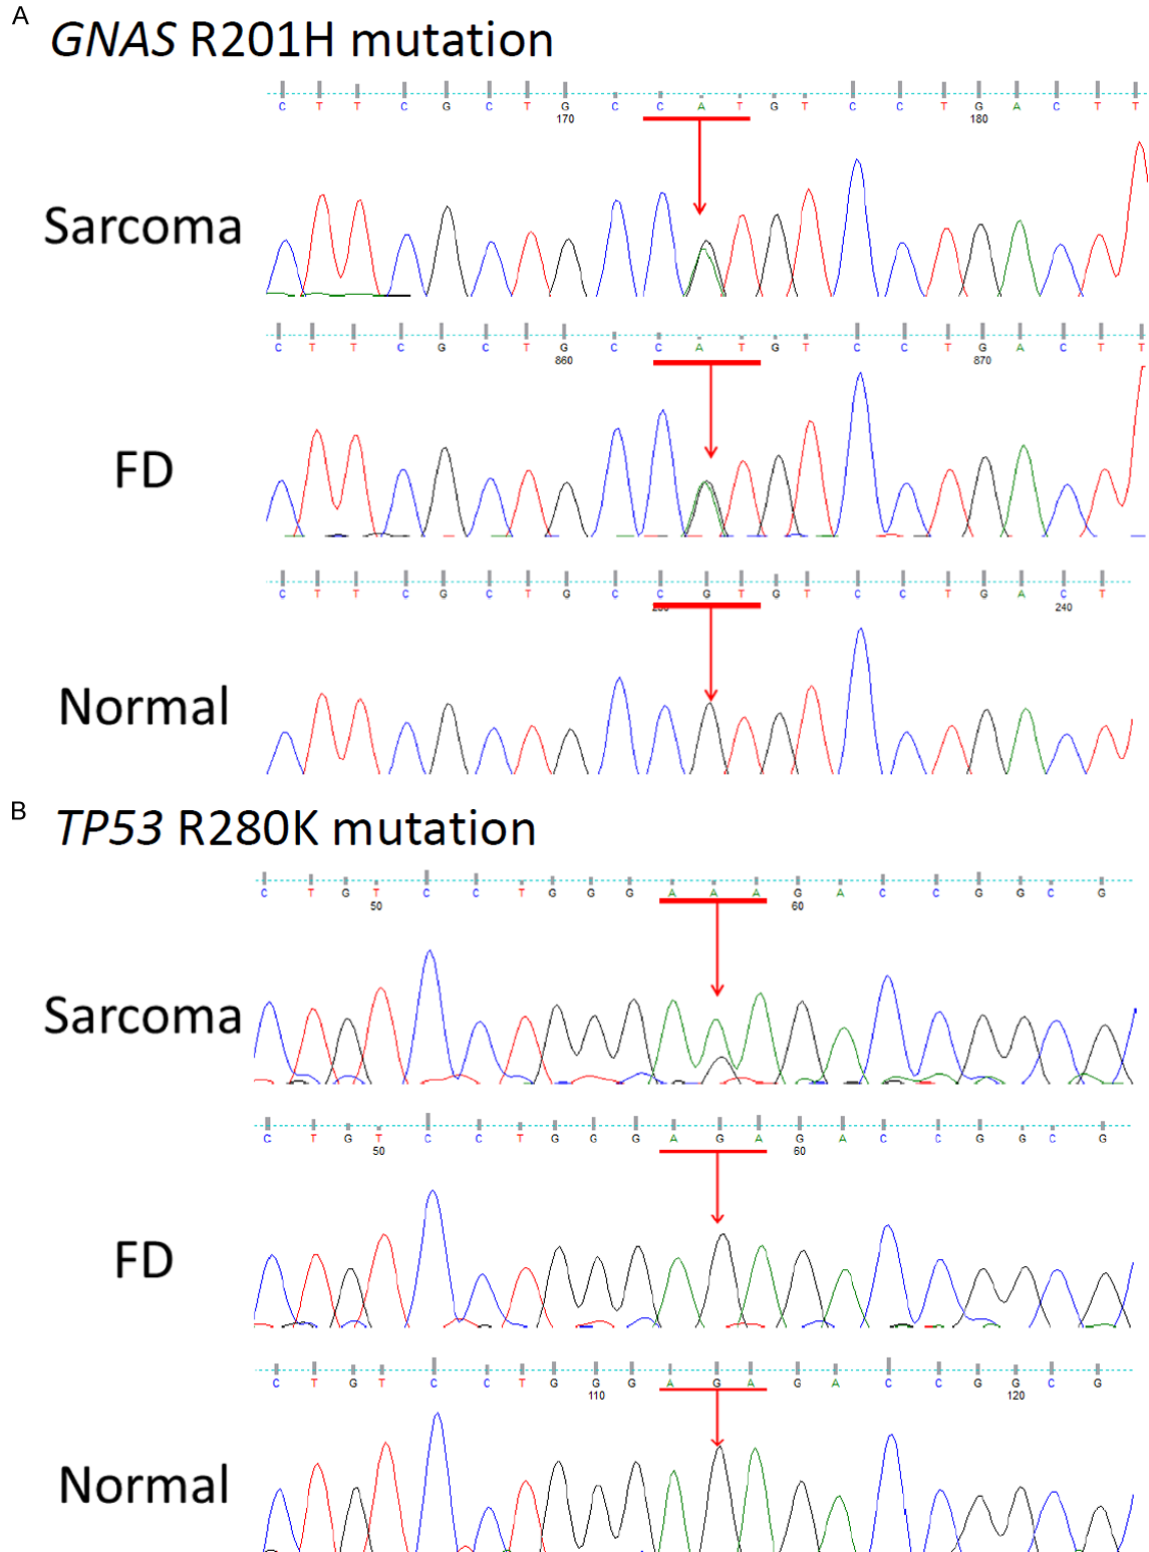 A
GNAS R201H mutation
C T T C G C T G C C A T G T C C T G A C T T
170 180
Sarcoma
C T T C G C T G C C A T G T C C T G A C T T
860 870
FD
C T T C G C T G C C G T G T C C T G A C T
230 240
Normal
B
TP53 R280K mutation
C T G T C C T G G G A A A G A C C G G C G
50 60
Sarcoma
C T G T C C T G G G A G A G A C C G G C G
50 60
FD
C T G T C C T G G G A G A G A C C G G C G
110 120
Normal